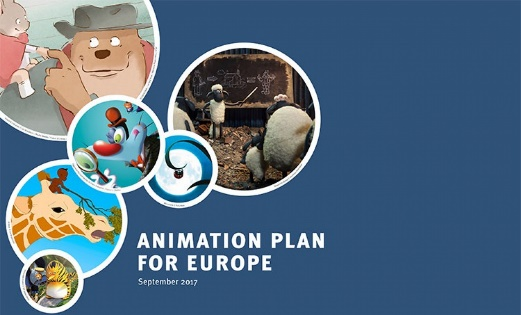 ANIMATION PLAN
FOR EUROPE
September 2017